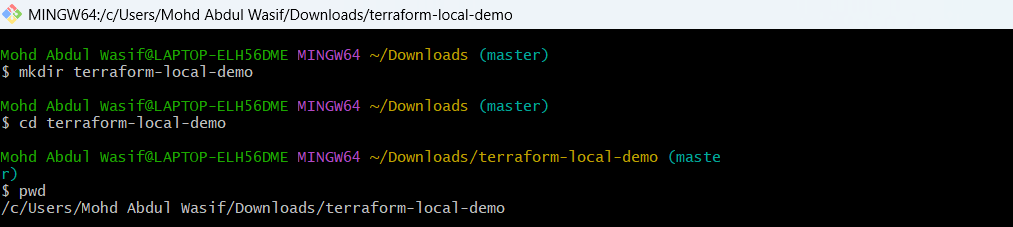 MINGW64:/c/Users/Mohd Abdul Wasif/Downloads/terraform-local-demo
Mohd Abdul Wasif@LAPTOP-ELH56DME MINGW64 ~/Downloads (master)
$ mkdir terraform-local-demo
Mohd Abdul Wasif@LAPTOP-ELH56DME MINGW64 ~/Downloads (master)
$ cd terraform-local-demo
Mohd Abdul Wasif@LAPTOP-ELH56DME MINGW64 ~/Downloads/terraform-local-demo (maste
r)
$ pwd
/c/Users/Mohd Abdul Wasif/Downloads/terraform-local-demo